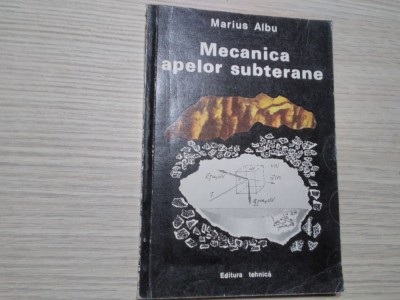 Marius Albu
Mecanica
apelor subterane
Editura tehnică